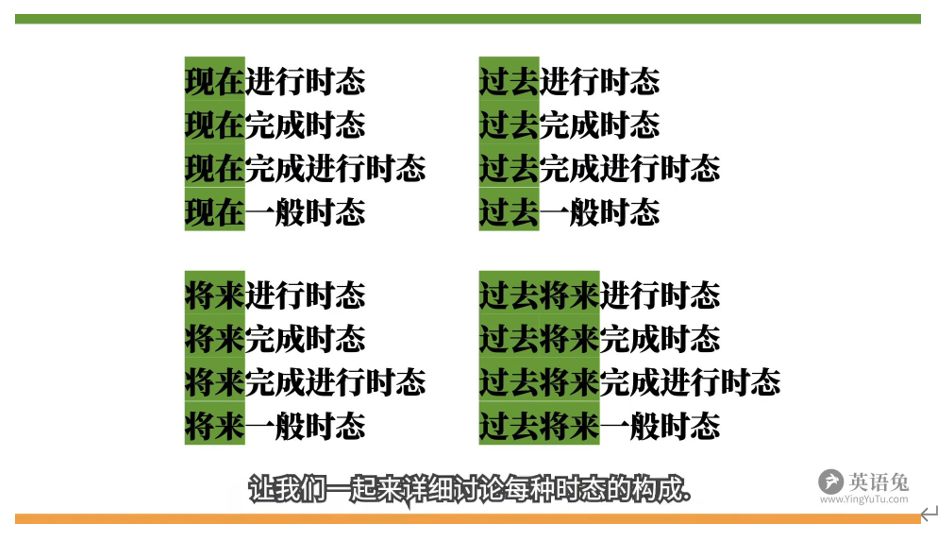 现在进行时态
现在完成时态
现在完成进行时态
现在一般时态
过去进行时态
过去完成时态
过去完成进行时态
过去一般时态
将来进行时态
将来完成时态
将来完成进行时态
将来一般时态
过去将来进行时态
过去将来完成时态
过去将来完成进行时态
过去将来一般时态
让我们一起来详细讨论每种时态的构成.
英语兔
www.YingYuTu.com